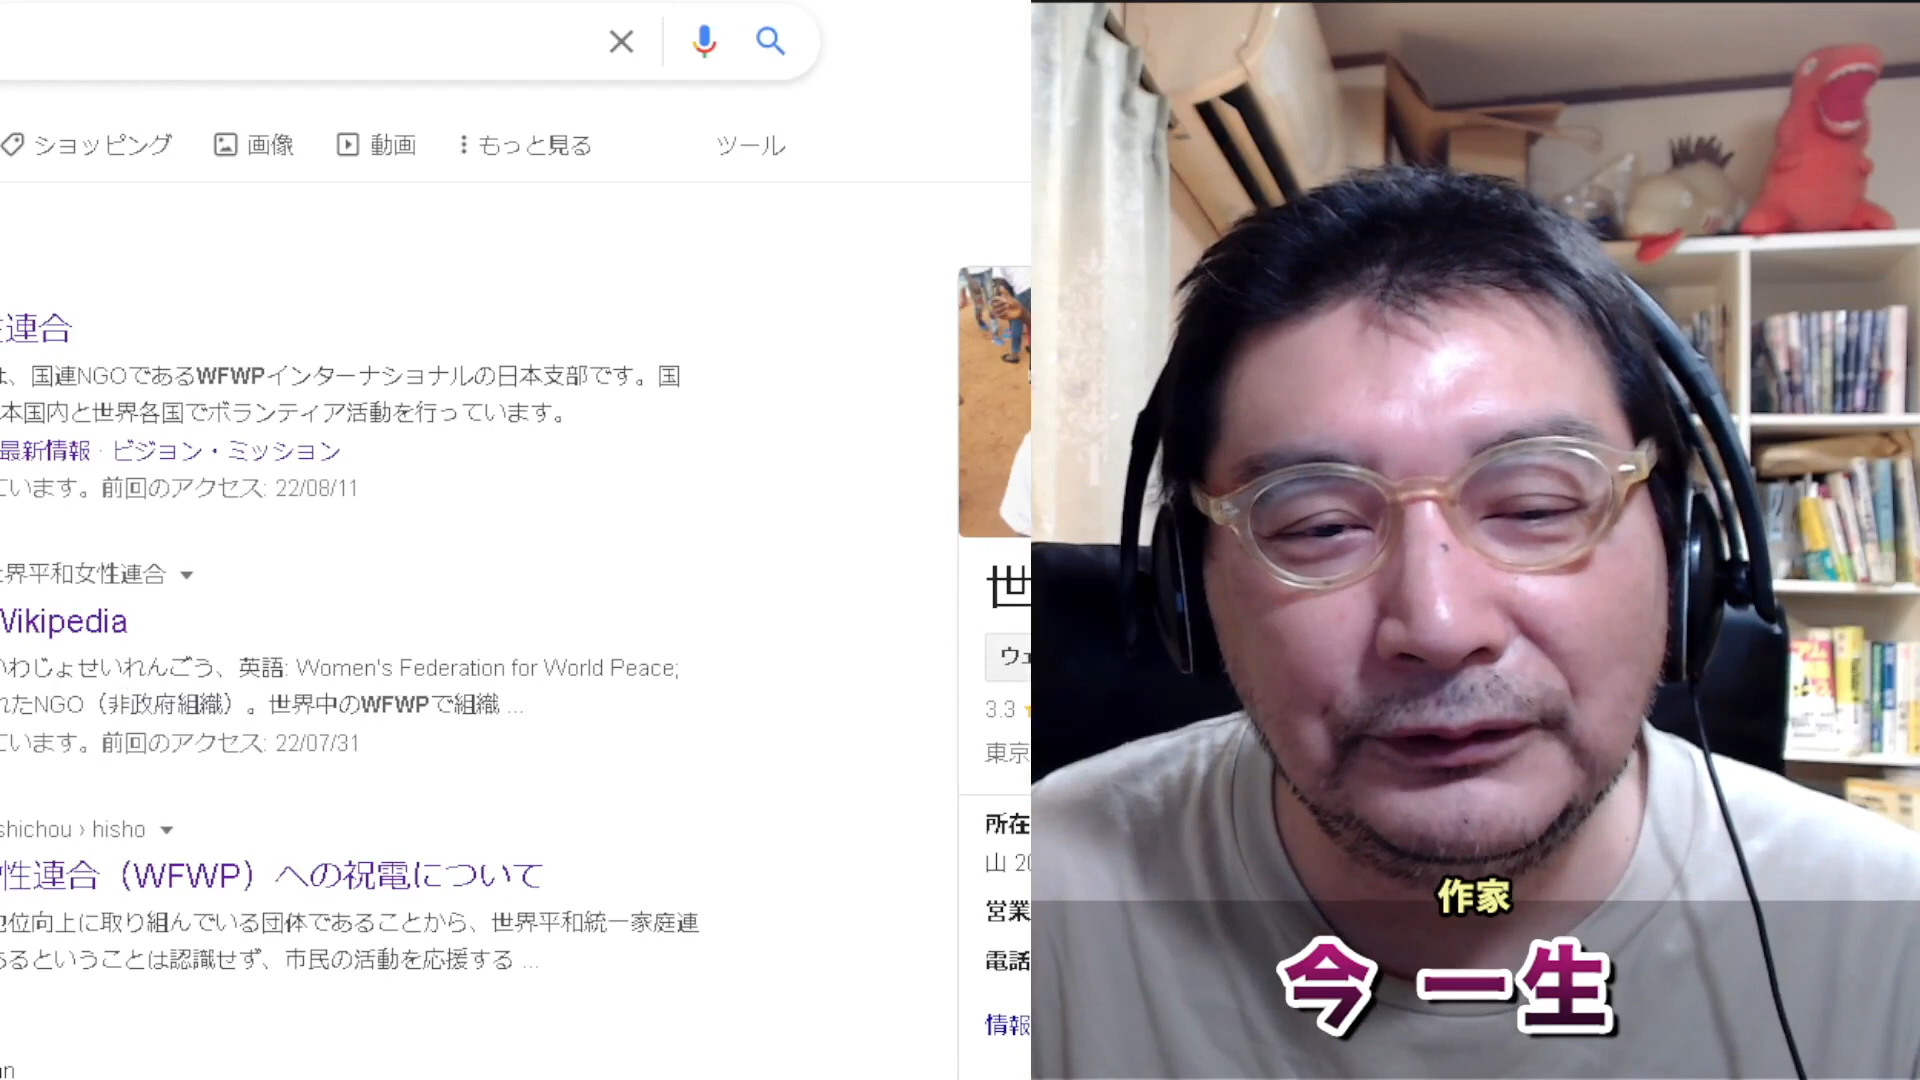 ショッピング 画像 動画 もっと見る ツール
連合
、国連NGOであるWFWPインターナショナルの日本支部です。国
本国内と世界各国でボランティア活動を行っています。
最新情報 · ビジョン・ミッション
ています。前回のアクセス: 22/08/11
界平和女性連合
Wikipedia
わじょせいれんごう、英語: Women's Federation for World Peace;
れたNGO（非政府組織）。世界中のWFWPで組織 ...
ています。前回のアクセス: 22/07/31
shichou › hisho
性連合（WFWP）への祝電について
地位向上に取り組んでいる団体であることから、世界平和統一家庭連
あるということは認識せず、市民の活動を応援する ...
世
ウェ
3.3
東京
所在
山 20
営業
電話
情報
作家
今 一生